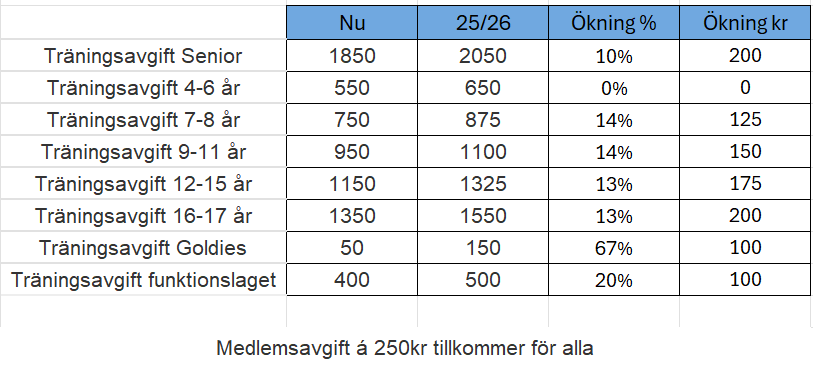 Nu 25/26 Ökning % Ökning kr
Träningsavgift Senior 1850 2050 10% 200
Träningsavgift 4-6 år 550 650 0% 0
Träningsavgift 7-8 år 750 875 14% 125
Träningsavgift 9-11 år 950 1100 14% 150
Träningsavgift 12-15 år 1150 1325 13% 175
Träningsavgift 16-17 år 1350 1550 13% 200
Träningsavgift Goldies 50 150 67% 100
Träningsavgift funktionslaget 400 500 20% 100
Medlemsavgift á 250kr tillkommer för alla